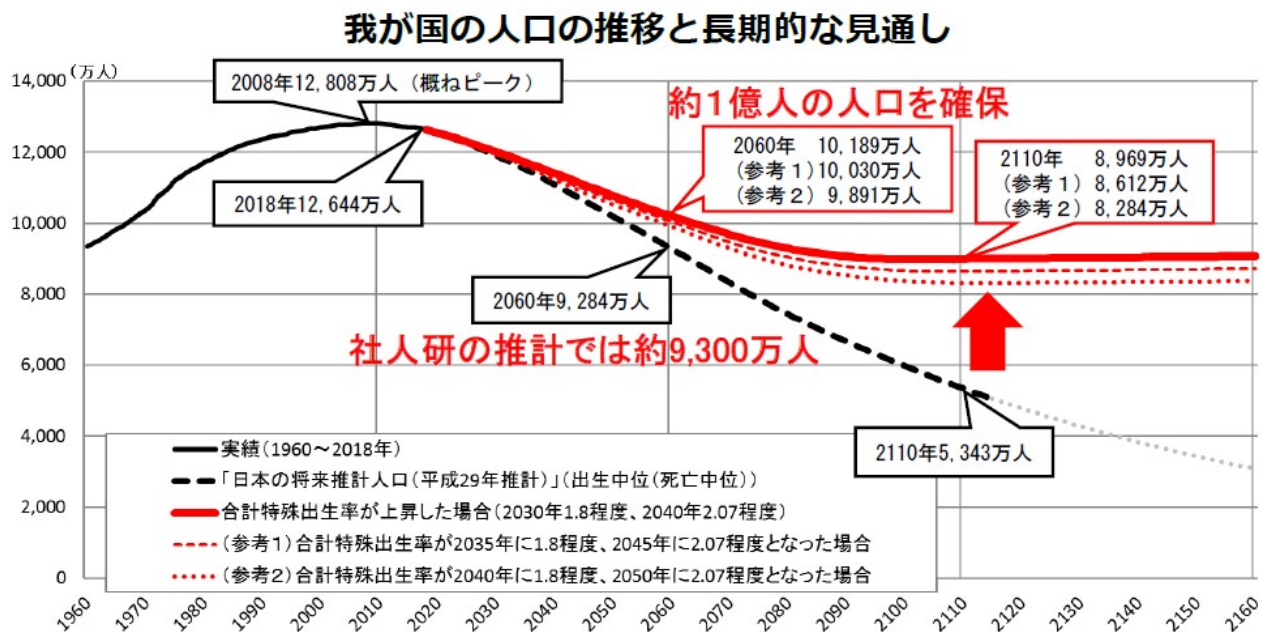 我が国の人口の推移と長期的な見通し
(万人)
14,000
12,000
10,000
8,000
6,000
4,000
2,000
0
2008年12,808万人（概ねピーク）
2018年12,644万人
約1億人の人口を確保
2060年 10,189万人
(参考1)10,030万人
(参考2) 9,891万人
2110年 8,969万人
(参考1) 8,612万人
(参考2) 8,284万人
2060年9,284万人
社人研の推計では約9,300万人
2110年5,343万人
実績(1960～2018年)
「日本の将来推計人口(平成29年推計)」(出生中位(死亡中位))
合計特殊出生率が上昇した場合(2030年1.8程度、2040年2.07程度)
(参考1)合計特殊出生率が2035年に1.8程度、2045年に2.07程度となった場合
(参考2)合計特殊出生率が2040年に1.8程度、2050年に2.07程度となった場合
1960
1970
1980
1990
2000
2010
2020
2030
2040
2050
2060
2070
2080
2090
2100
2110
2120
2130
2140
2150
2160